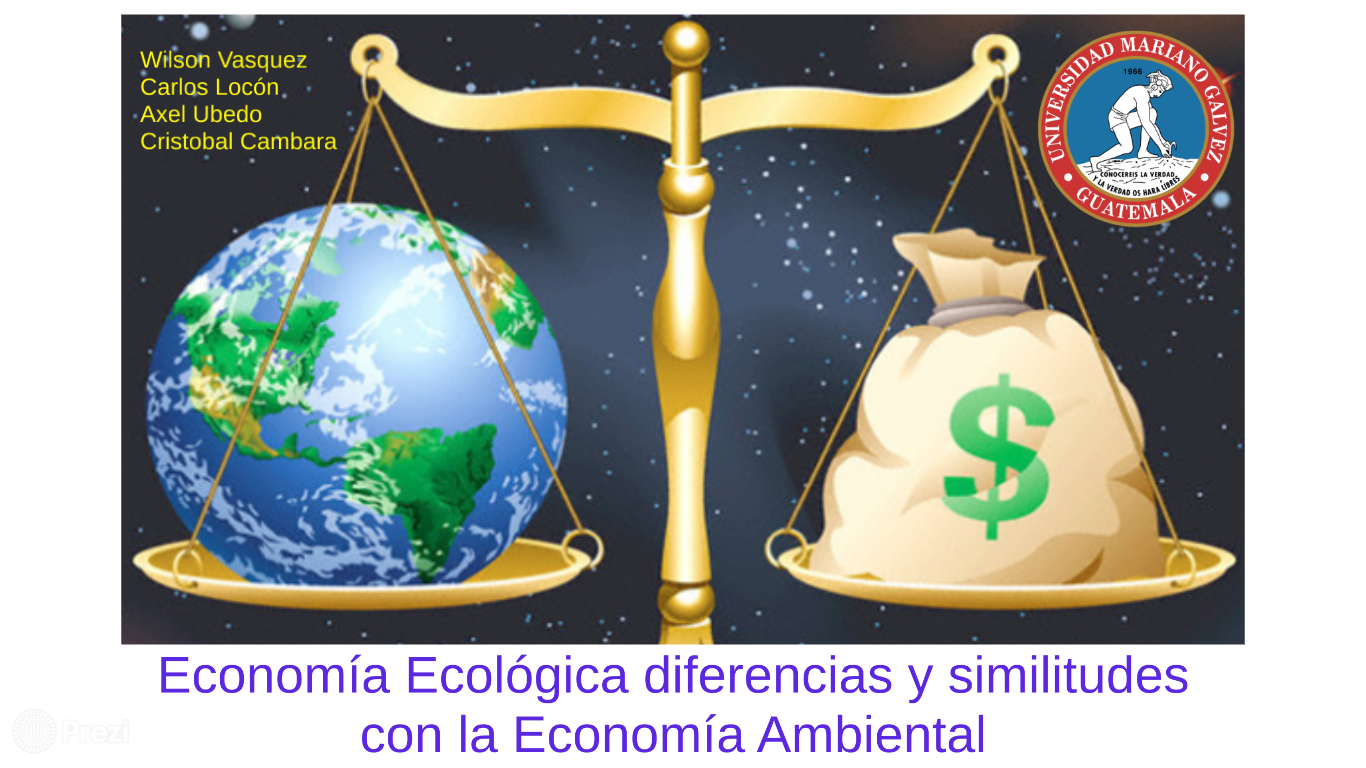 Wilson Vasquez
Carlos Locón
Axel Ubedo
Cristobal Cambara
UNIVERSIDAD MARIANO GALVEZ
1966
CONOCEREIS LA VERDAD
Y LA VERDAD OS HARA LIBRES
GUATEMALA
$
Economía Ecológica diferencias y similitudes
con la Economía Ambiental
Prezi